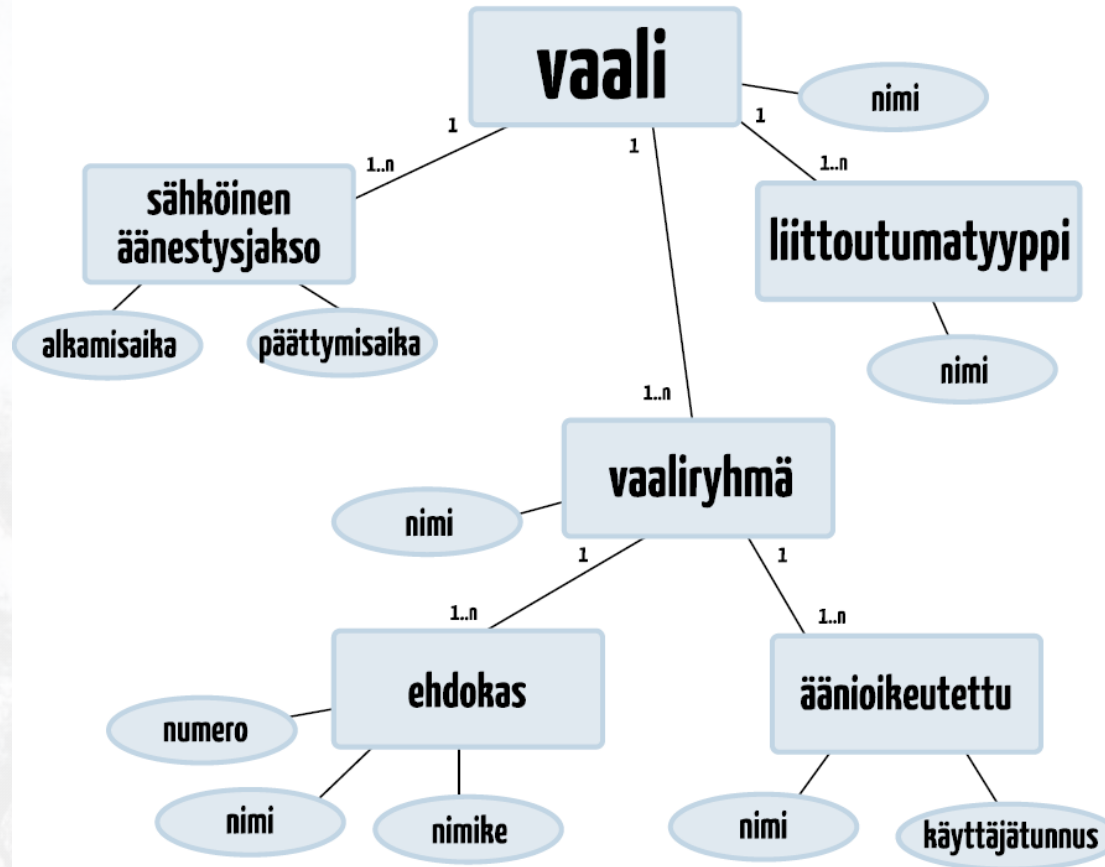 vaali
nimi
1
1
1
1..n
1..n
sähköinen
äänestysjakso
liittoutumatyyppi
alkamisaika
päättymisaika
nimi
1..n
vaaliryhmä
nimi
1
1
1..n
1..n
ehdokas
äänioikeutettu
numero
nimi
nimike
nimi
käyttäjätunnus